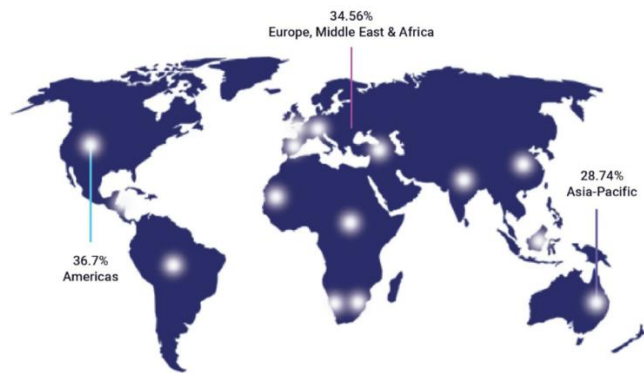 34.56%
Europe, Middle East & Africa
28.74%
Asia-Pacific
36.7%
Americas